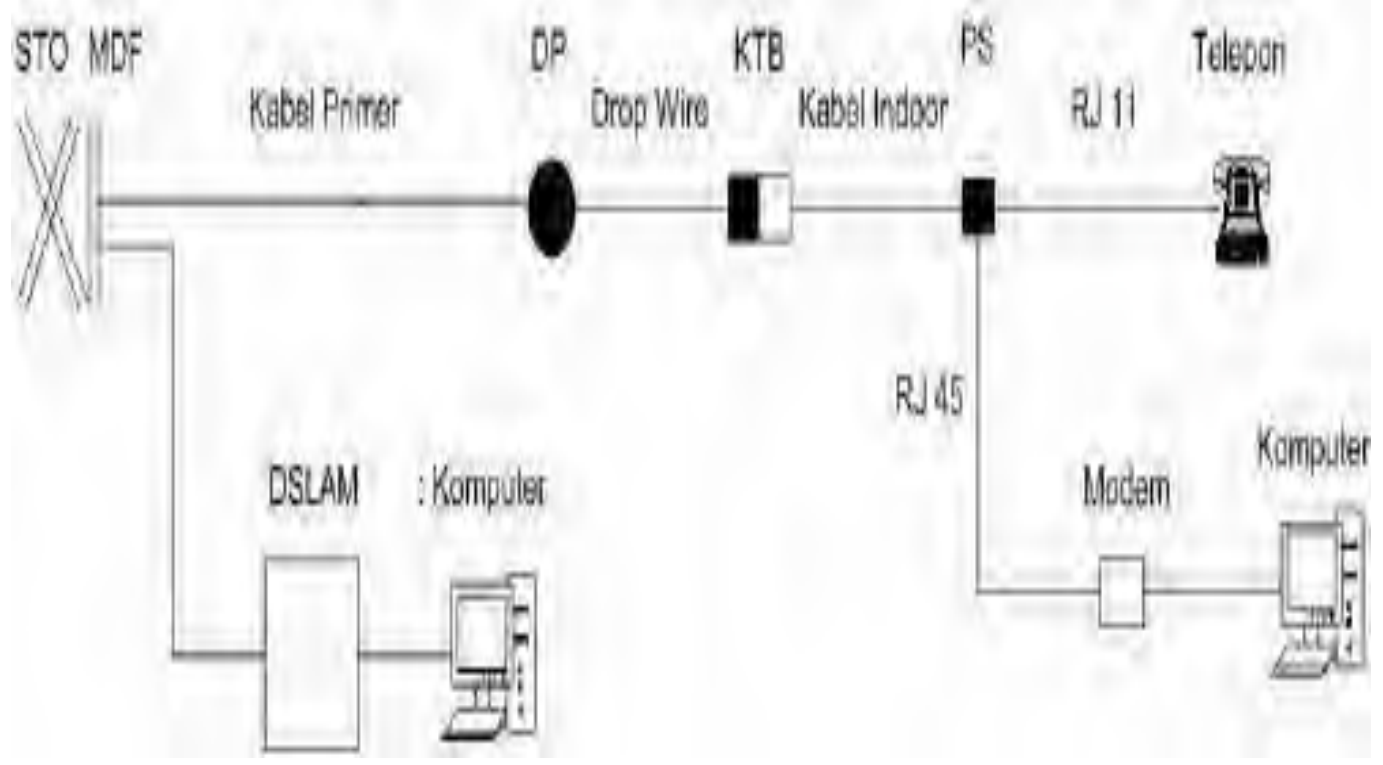 STO MDF DP KTB PS Telepon
Kabel Primer Drop Wire Kabel Indoor RJ 11
RJ 45
Komputer
DSLAM : Komputer Modem